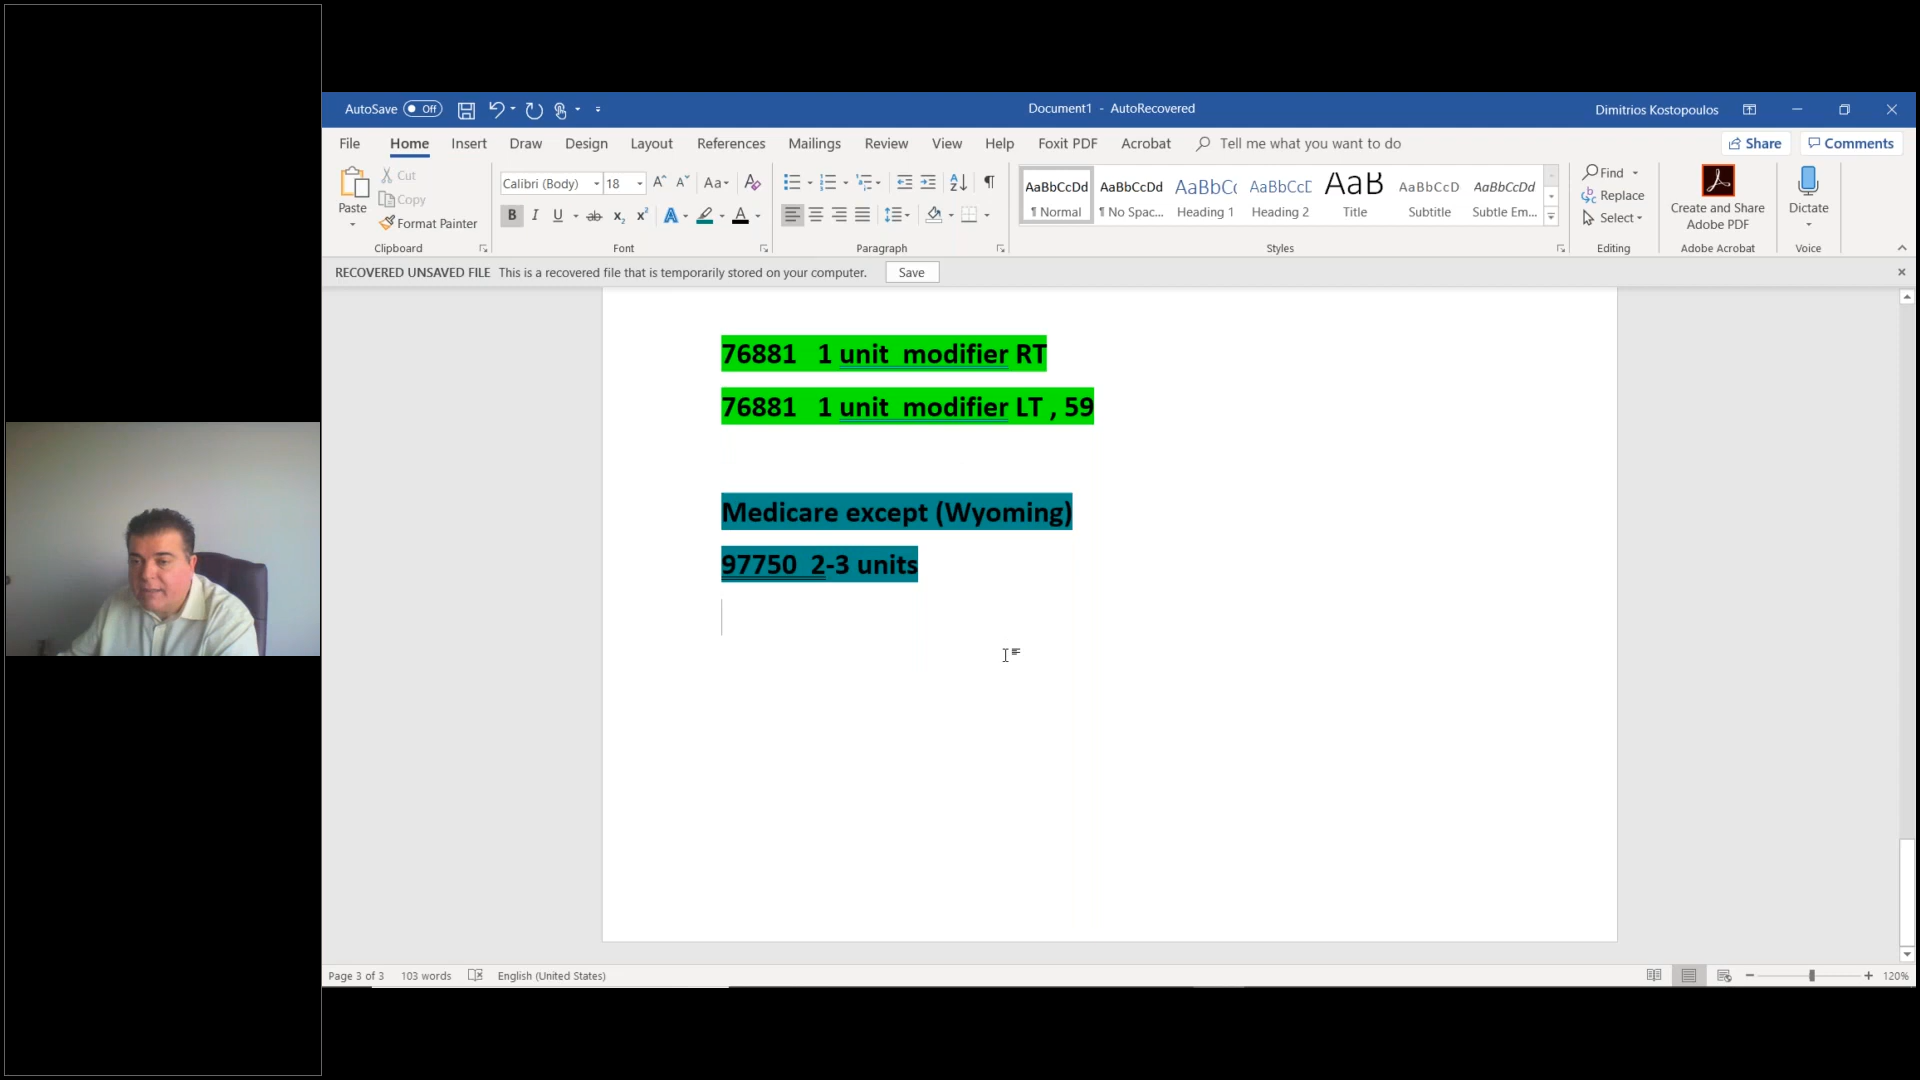 AutoSave Off
Document1 - AutoRecovered
Dimitrios Kostopoulos
File Home Insert Draw Design Layout References Mailings Review View Help Foxit PDF Acrobat Tell me what you want to do
Share Comments
Paste
Cut
Copy
Format Painter
Clipboard
Calibri (Body) 18
Font
Paragraph
AaBbCcDd AaBbCcDd AaBbCc AaBbCcD AaB AaBbCcD AaBbCcDd
¶ Normal ¶ No Spac... Heading 1 Heading 2 Title Subtitle Subtle Em...
Styles
Find
Replace
Select
Editing
Create and Share
Adobe PDF
Adobe Acrobat
Dictate
Voice
RECOVERED UNSAVED FILE This is a recovered file that is temporarily stored on your computer. Save
76881 1 unit modifier RT
76881 1 unit modifier LT , 59
Medicare except (Wyoming)
97750 2-3 units
Page 3 of 3 103 words English (United States) 120%